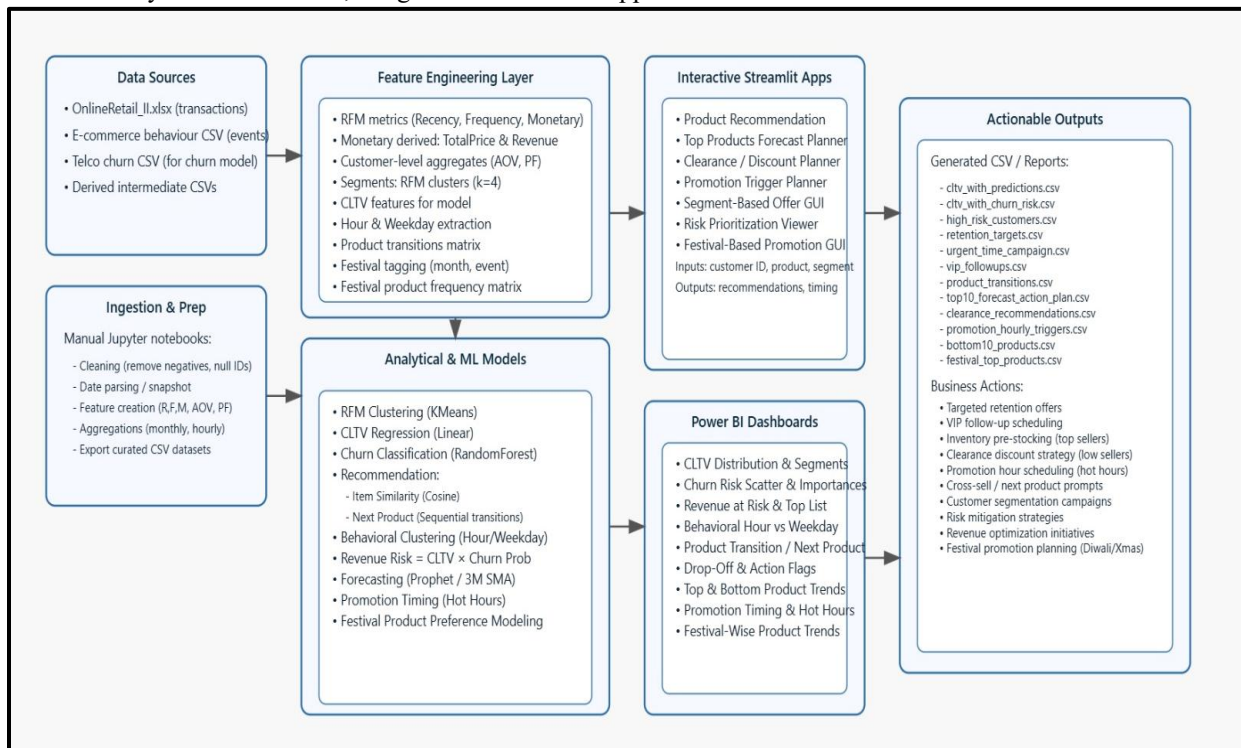 Data Sources
• OnlineRetail_II.xlsx (transactions)
• E-commerce behaviour CSV (events)
• Telco churn CSV (for churn model)
• Derived intermediate CSVs
Ingestion & Prep
Manual Jupyter notebooks:
- Cleaning (remove negatives, null IDs)
- Date parsing / snapshot
- Feature creation (R,F,M, AOV, PF)
- Aggregations (monthly, hourly)
- Export curated CSV datasets
Feature Engineering Layer
• RFM metrics (Recency, Frequency, Monetary)
• Monetary derived: TotalPrice & Revenue
• Customer-level aggregates (AOV, PF)
• Segments: RFM clusters (k=4)
• CLTV features for model
• Hour & Weekday extraction
• Product transitions matrix
• Festival tagging (month, event)
• Festival product frequency matrix
Analytical & ML Models
• RFM Clustering (KMeans)
• CLTV Regression (Linear)
• Churn Classification (RandomForest)
• Recommendation:
- Item Similarity (Cosine)
- Next Product (Sequential transitions)
• Behavioral Clustering (Hour/Weekday)
• Revenue Risk = CLTV × Churn Prob
• Forecasting (Prophet / 3M SMA)
• Promotion Timing (Hot Hours)
• Festival Product Preference Modeling
Interactive Streamlit Apps
• Product Recommendation
• Top Products Forecast Planner
• Clearance / Discount Planner
• Promotion Trigger Planner
• Segment-Based Offer GUI
• Risk Prioritization Viewer
• Festival-Based Promotion GUI
Inputs: customer ID, product, segment
Outputs: recommendations, timing
Power BI Dashboards
• CLTV Distribution & Segments
• Churn Risk Scatter & Importances
• Revenue at Risk & Top List
• Behavioral Hour vs Weekday
• Product Transition / Next Product
• Drop-Off & Action Flags
• Top & Bottom Product Trends
• Promotion Timing & Hot Hours
• Festival-Wise Product Trends
Actionable Outputs
Generated CSV / Reports:
- cltv_with_predictions.csv
- cltv_with_churn_risk.csv
- high_risk_customers.csv
- retention_targets.csv
- urgent_time_campaign.csv
- vip_followups.csv
- product_transitions.csv
- top10_forecast_action_plan.csv
- clearance_recommendations.csv
- promotion_hourly_triggers.csv
- bottom10_products.csv
- festival_top_products.csv
Business Actions:
• Targeted retention offers
• VIP follow-up scheduling
• Inventory pre-stocking (top sellers)
• Clearance discount strategy (low sellers)
• Promotion hour scheduling (hot hours)
• Cross-sell / next product prompts
• Customer segmentation campaigns
• Risk mitigation strategies
• Revenue optimization initiatives
• Festival promotion planning (Diwali/Xmas)